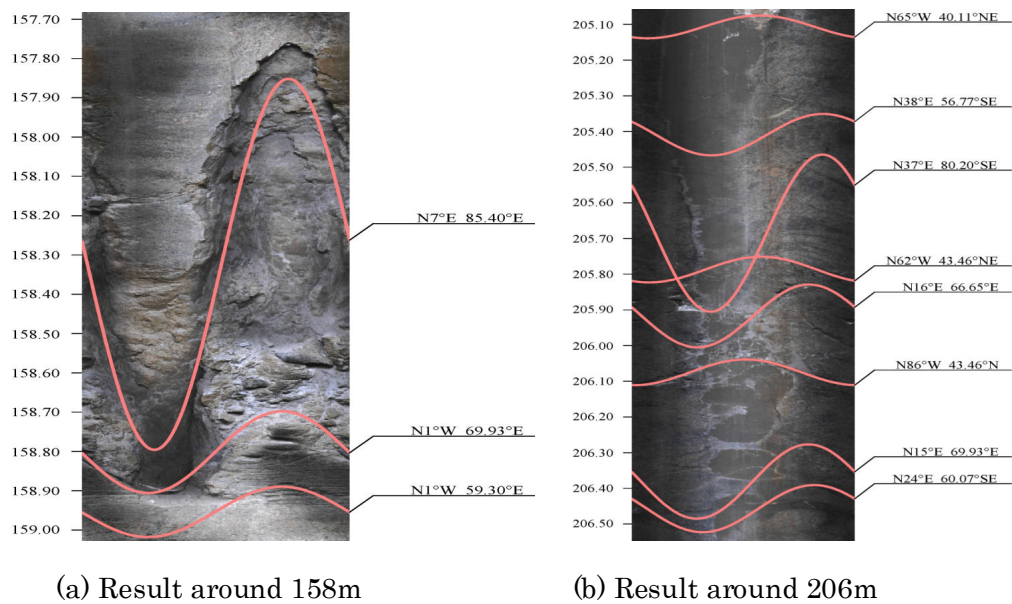 157.70
157.80
157.90
158.00
158.10
158.20
158.30
158.40
158.50
158.60
158.70
158.80
158.90
159.00
N7°E 85.40°E
N1°W 69.93°E
N1°W 59.30°E
205.10
205.20
205.30
205.40
205.50
205.60
205.70
205.80
205.90
206.00
206.10
206.20
206.30
206.40
206.50
N65°W 40.11°NE
N38°E 56.77°SE
N37°E 80.20°SE
N62°W 43.46°NE
N16°E 66.65°E
N86°W 43.46°N
N15°E 69.93°E
N24°E 60.07°SE
(a) Result around 158m
(b) Result around 206m